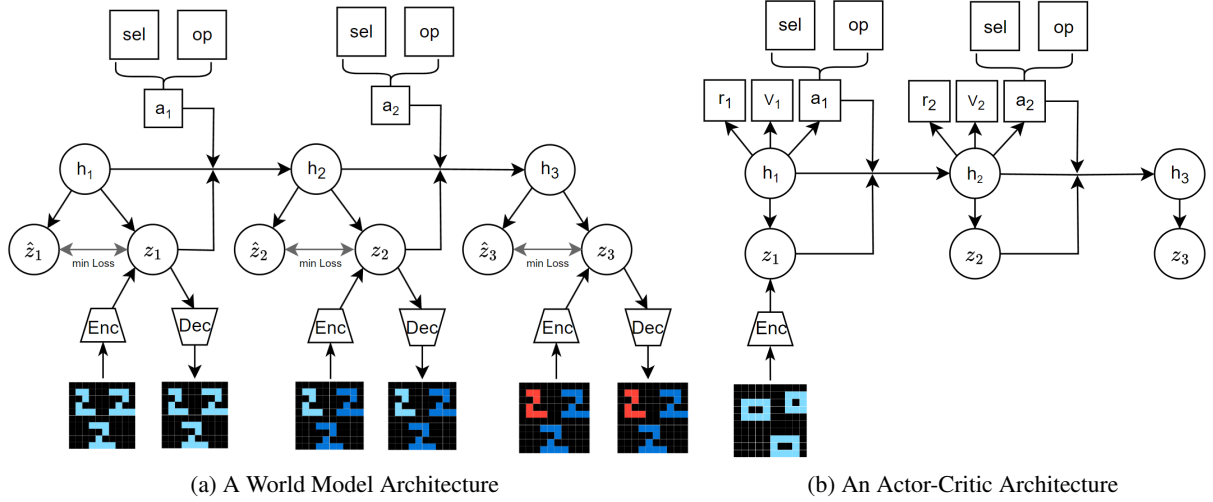 sel op sel op
a₁ a₂
h₁ h₂ h₃
ẑ₁ min Loss z₁ ẑ₂ min Loss z₂ ẑ₃ min Loss z₃
Enc Dec Enc Dec Enc Dec
(a) A World Model Architecture
sel op sel op
r₁ V₁ a₁ r₂ V₂ a₂
h₁ h₂ h₃
z₁ z₂ z₃
Enc
(b) An Actor-Critic Architecture